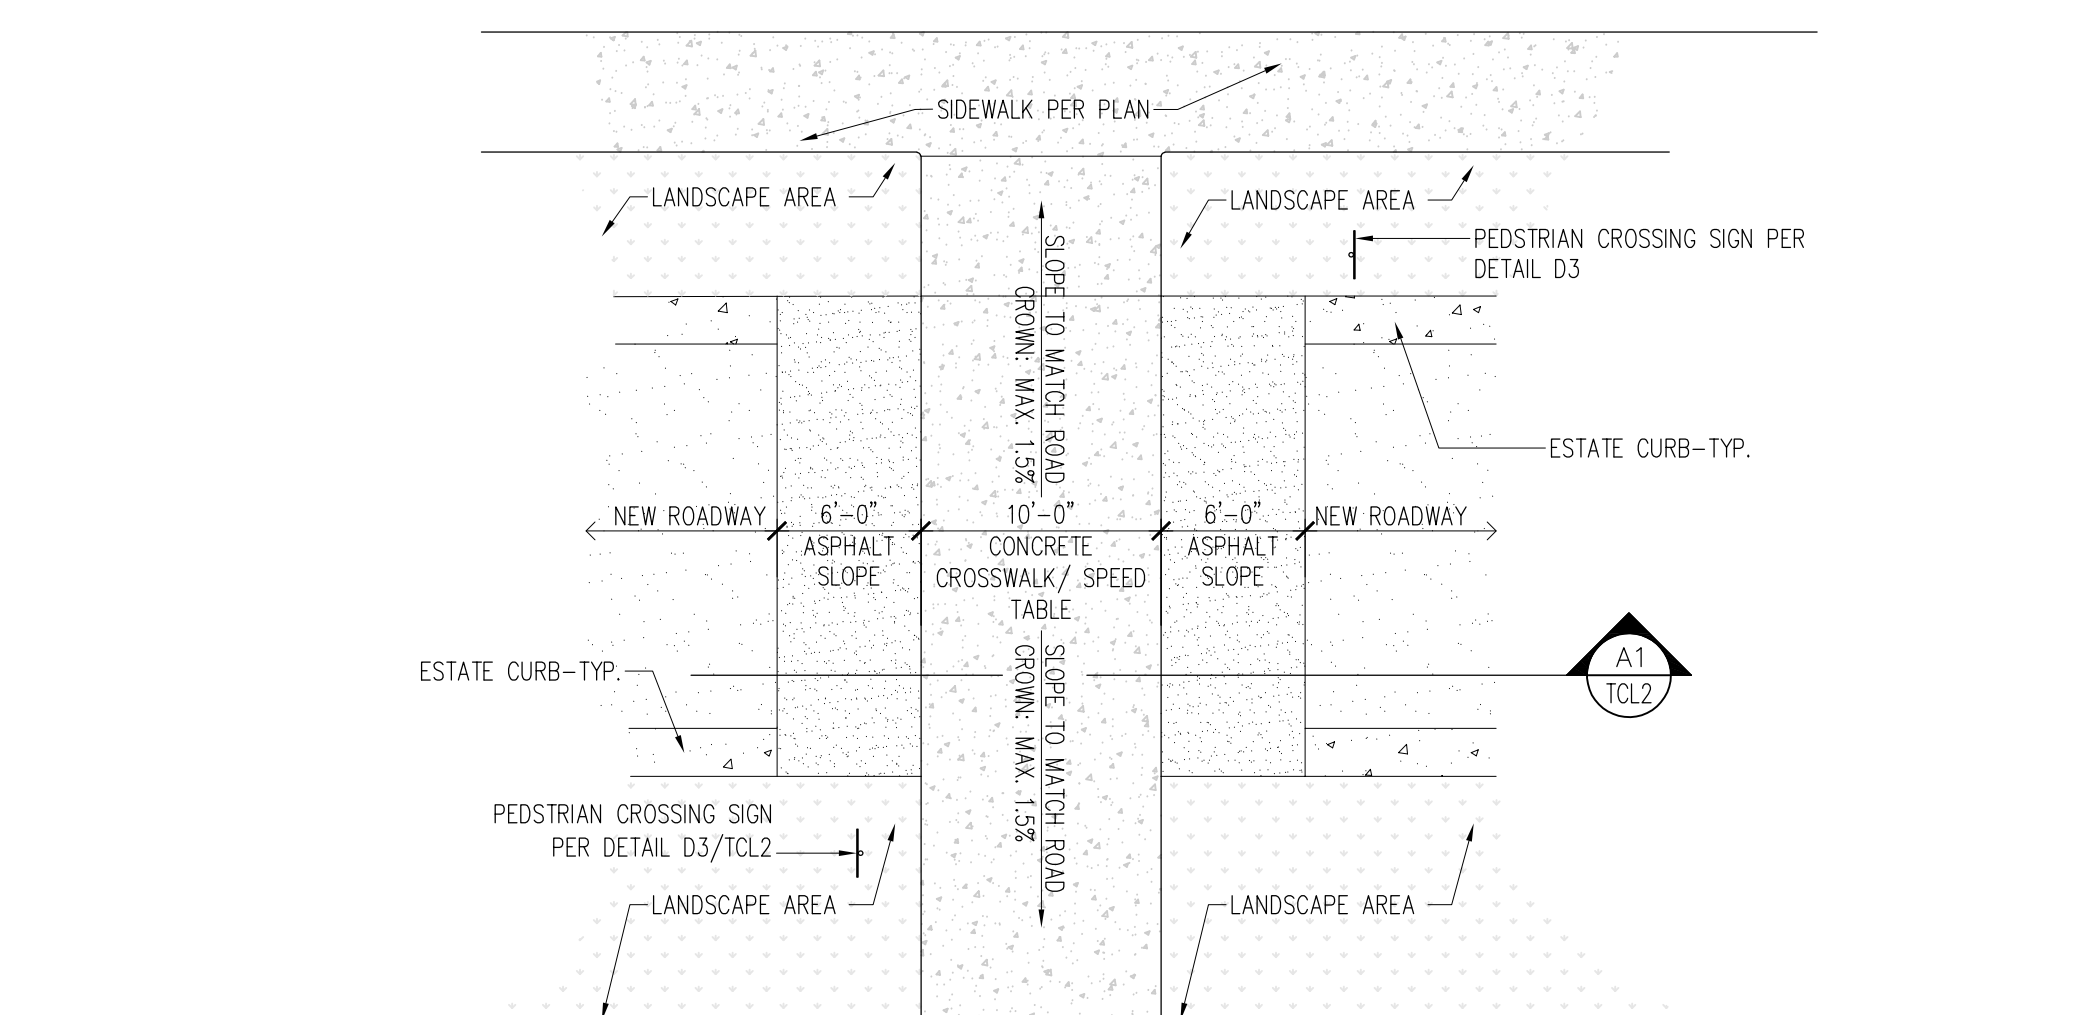 SIDEWALK PER PLAN
LANDSCAPE AREA
LANDSCAPE AREA
PEDSTRIAN CROSSING SIGN PER
DETAIL D3
SLOPE TO MATCH ROAD
CROWN: MAX. 1.5%
ESTATE CURB-TYP.
NEW ROADWAY
6'-0"
ASPHALT
SLOPE
10'-0"
CONCRETE
CROSSWALK/ SPEED
TABLE
6'-0"
ASPHALT
SLOPE
NEW ROADWAY
ESTATE CURB-TYP.
SLOPE TO MATCH ROAD
CROWN: MAX. 1.5%
A1
TCL2
PEDSTRIAN CROSSING SIGN
PER DETAIL D3/TCL2
LANDSCAPE AREA
LANDSCAPE AREA